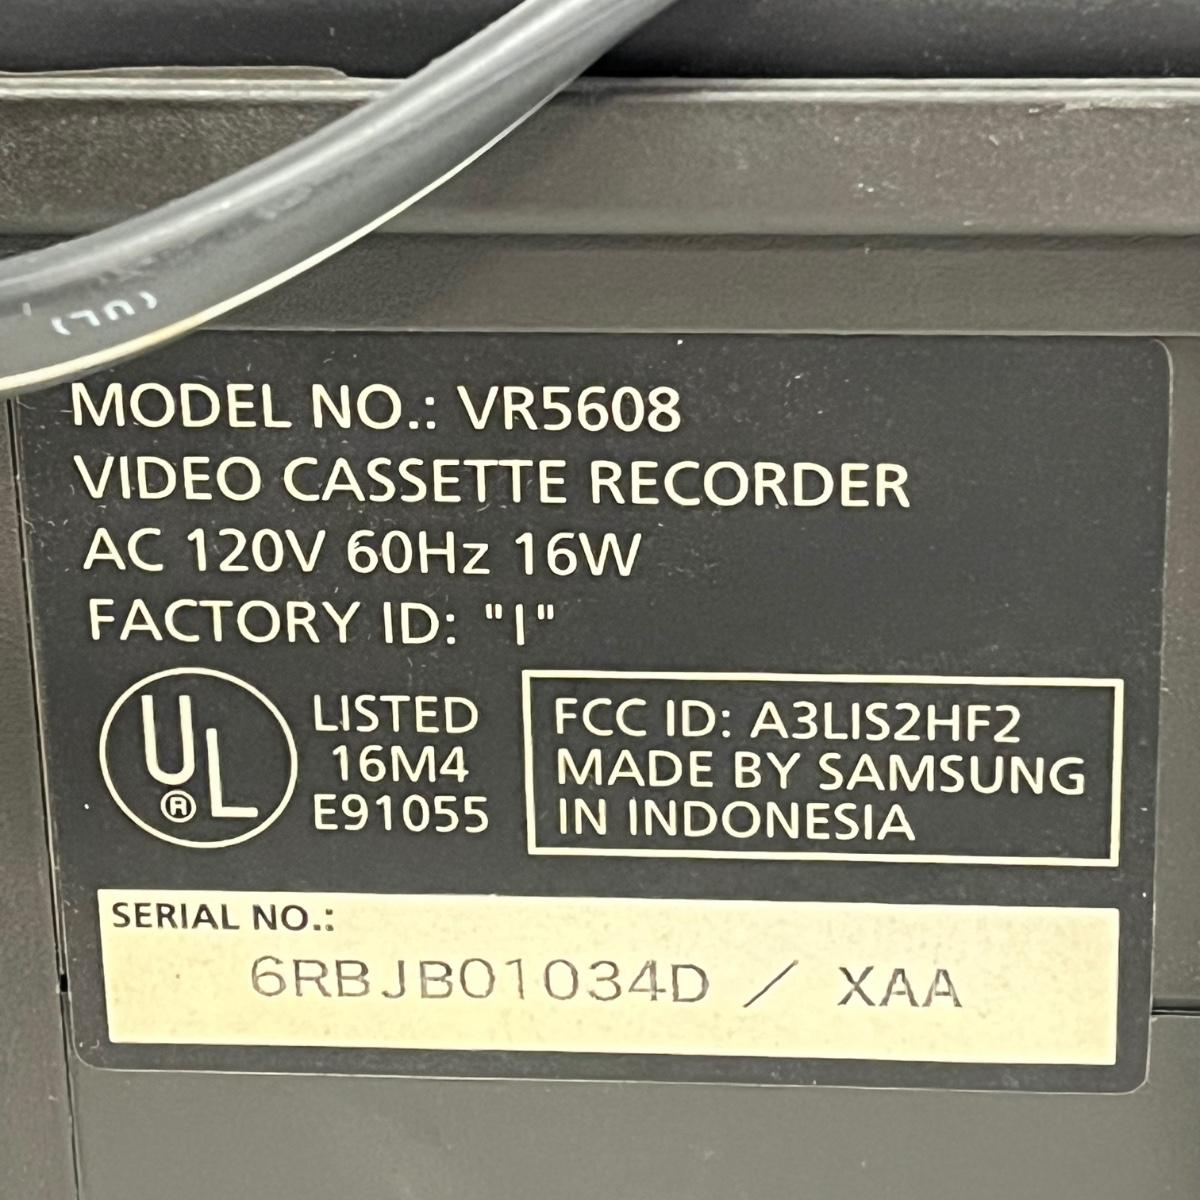 (UL)
MODEL NO.: VR5608
VIDEO CASSETTE RECORDER
AC 120V 60Hz 16W
FACTORY ID: "I"
UL®
LISTED
16M4
E91055
FCC ID: A3LIS2HF2
MADE BY SAMSUNG
IN INDONESIA
SERIAL NO.:
6RBJB01034D / XAA